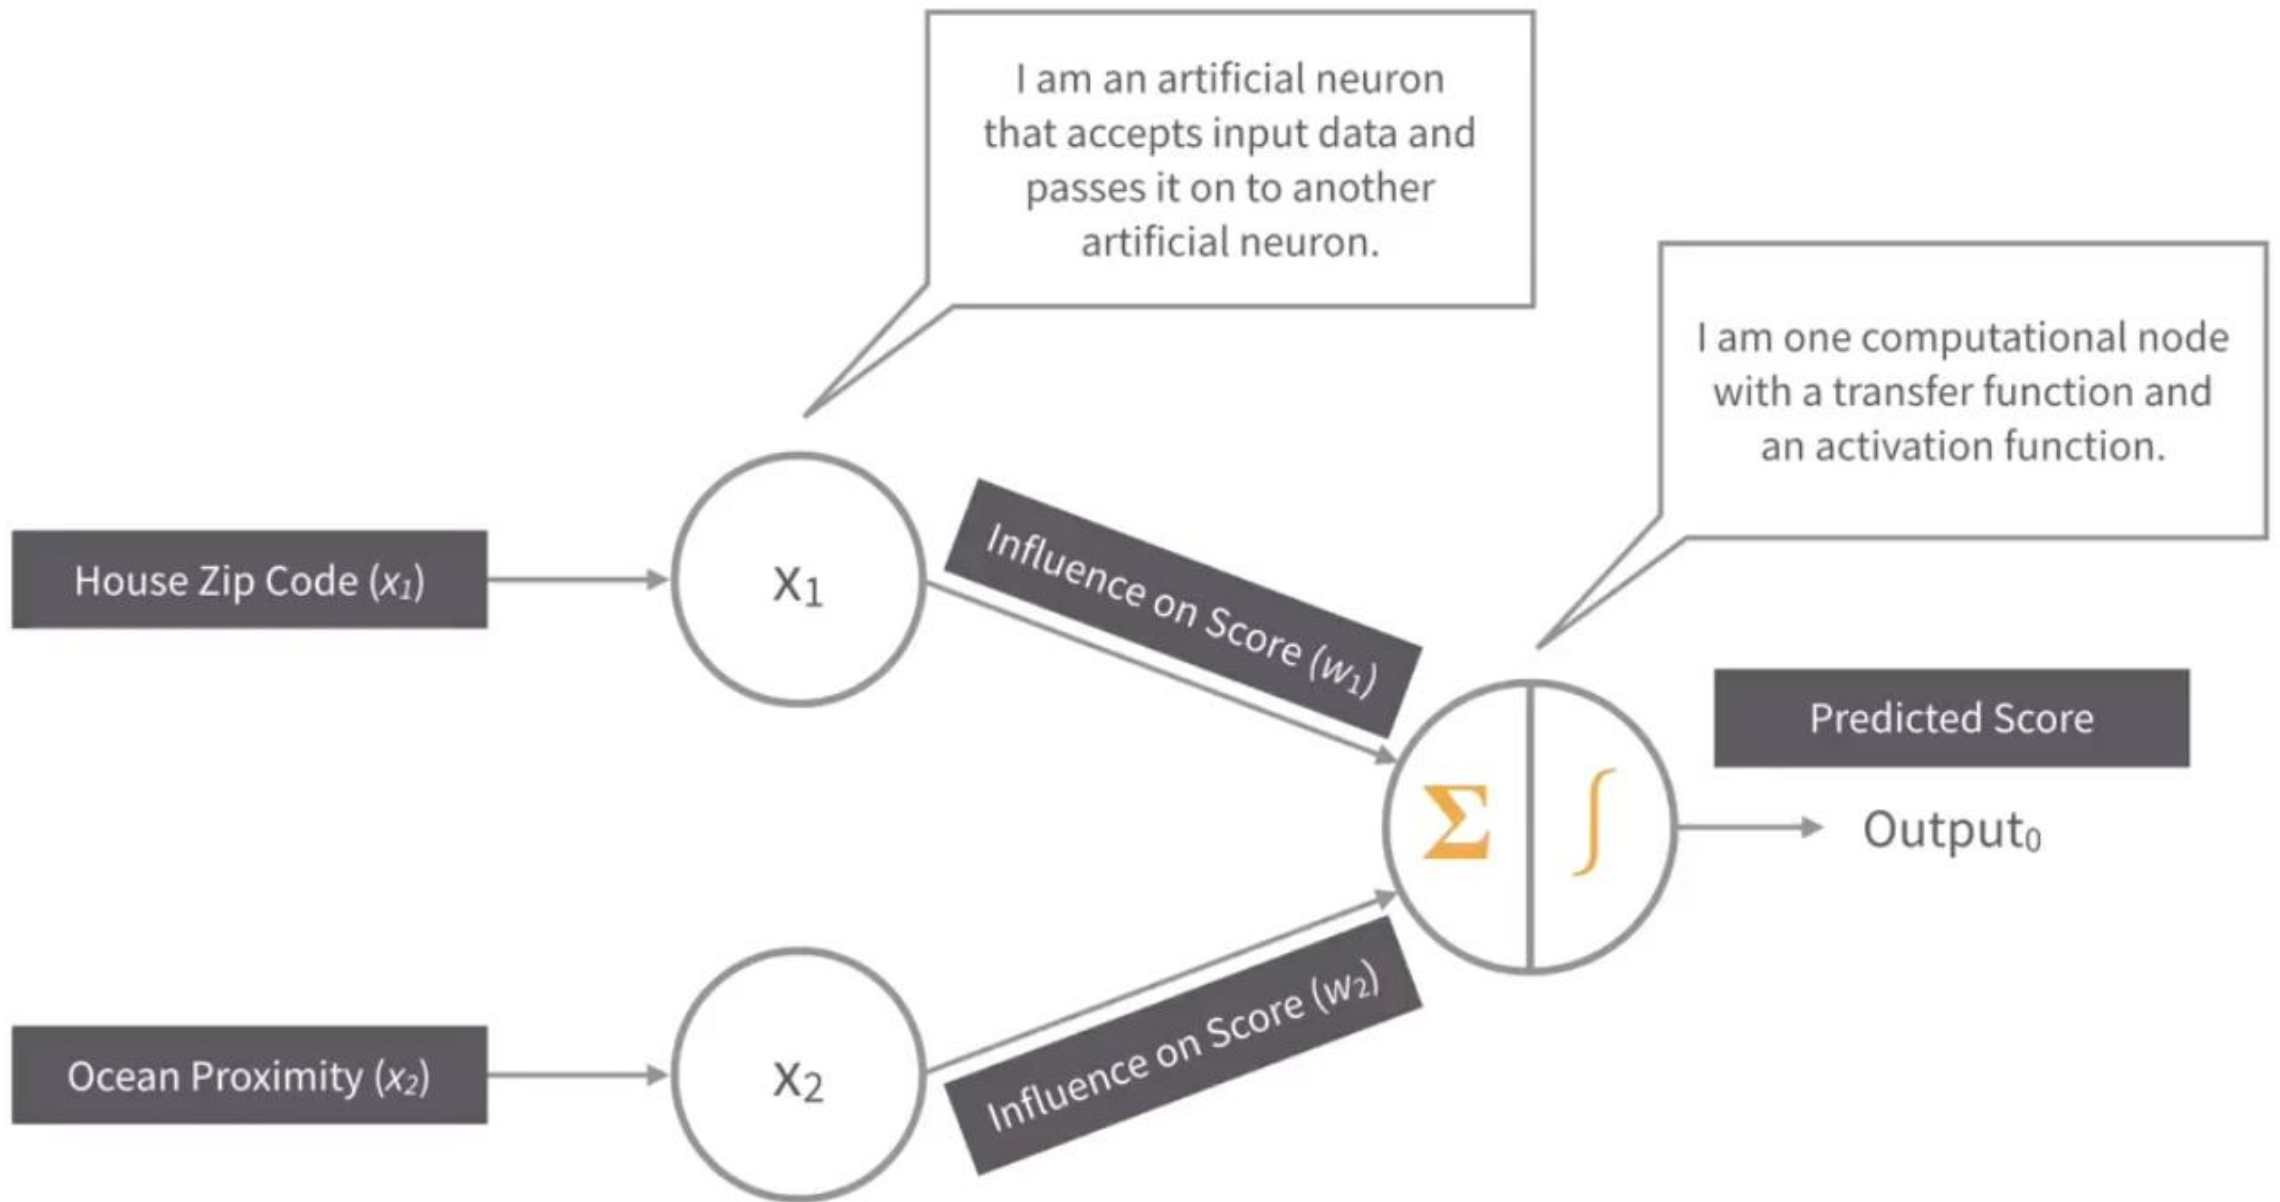 I am an artificial neuron
that accepts input data and
passes it on to another
artificial neuron.
I am one computational node
with a transfer function and
an activation function.
House Zip Code (x₁)
X₁
Influence on Score (w₁)
Predicted Score
Σ ∫
Output₀
Ocean Proximity (x₂)
X₂
Influence on Score (w₂)